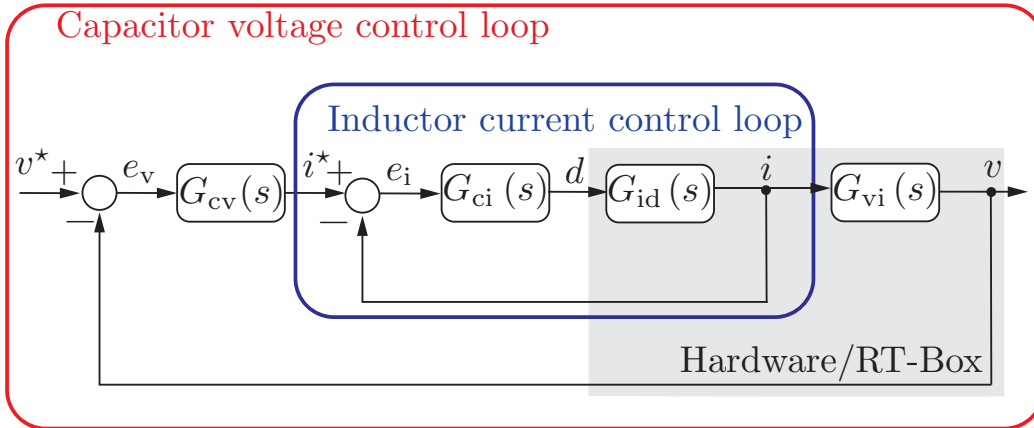 Capacitor voltage control loop
Inductor current control loop
v⋆ + e_v G_cv(s) i⋆ + e_i G_ci (s) d G_id (s) i G_vi (s) v
− −
Hardware/RT-Box